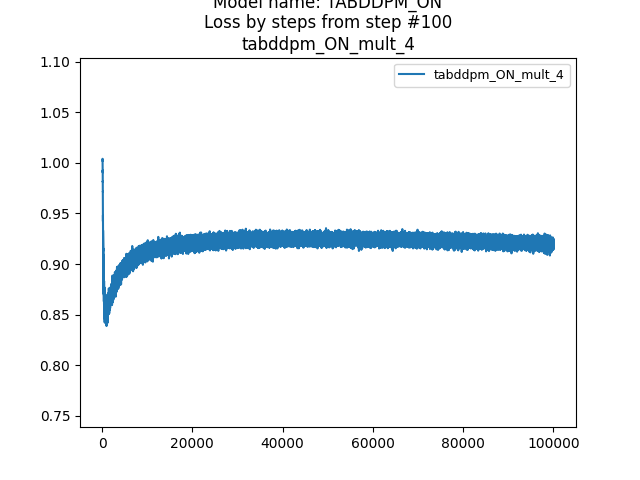 Model name: TABDDPM_ON
Loss by steps from step #100
tabddpm_ON_mult_4
tabddpm_ON_mult_4
1.10
1.05
1.00
0.95
0.90
0.85
0.80
0.75
0 20000 40000 60000 80000 100000